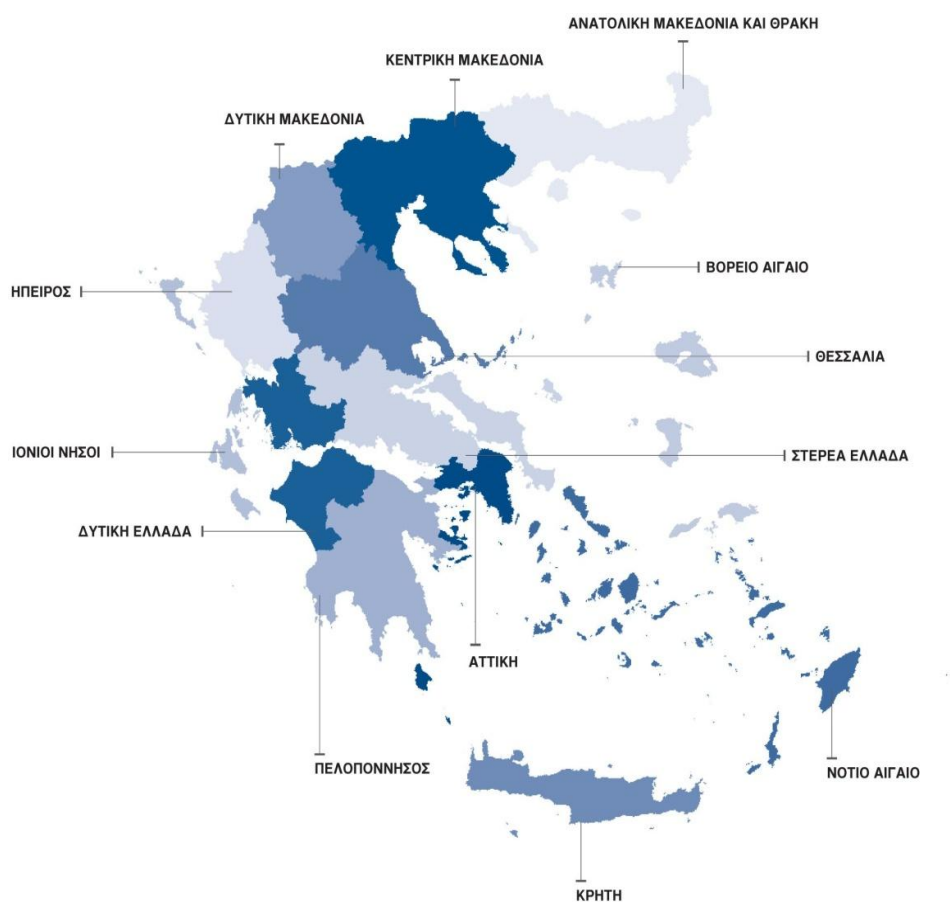 ΑΝΑΤΟΛΙΚΗ ΜΑΚΕΔΟΝΙΑ ΚΑΙ ΘΡΑΚΗ
ΚΕΝΤΡΙΚΗ ΜΑΚΕΔΟΝΙΑ
ΔΥΤΙΚΗ ΜΑΚΕΔΟΝΙΑ
ΒΟΡΕΙΟ ΑΙΓΑΙΟ
ΗΠΕΙΡΟΣ
ΘΕΣΣΑΛΙΑ
ΙΟΝΙΟΙ ΝΗΣΟΙ
ΣΤΕΡΕΑ ΕΛΛΑΔΑ
ΔΥΤΙΚΗ ΕΛΛΑΔΑ
ΑΤΤΙΚΗ
ΠΕΛΟΠΟΝΝΗΣΟΣ
ΝΟΤΙΟ ΑΙΓΑΙΟ
ΚΡΗΤΗ